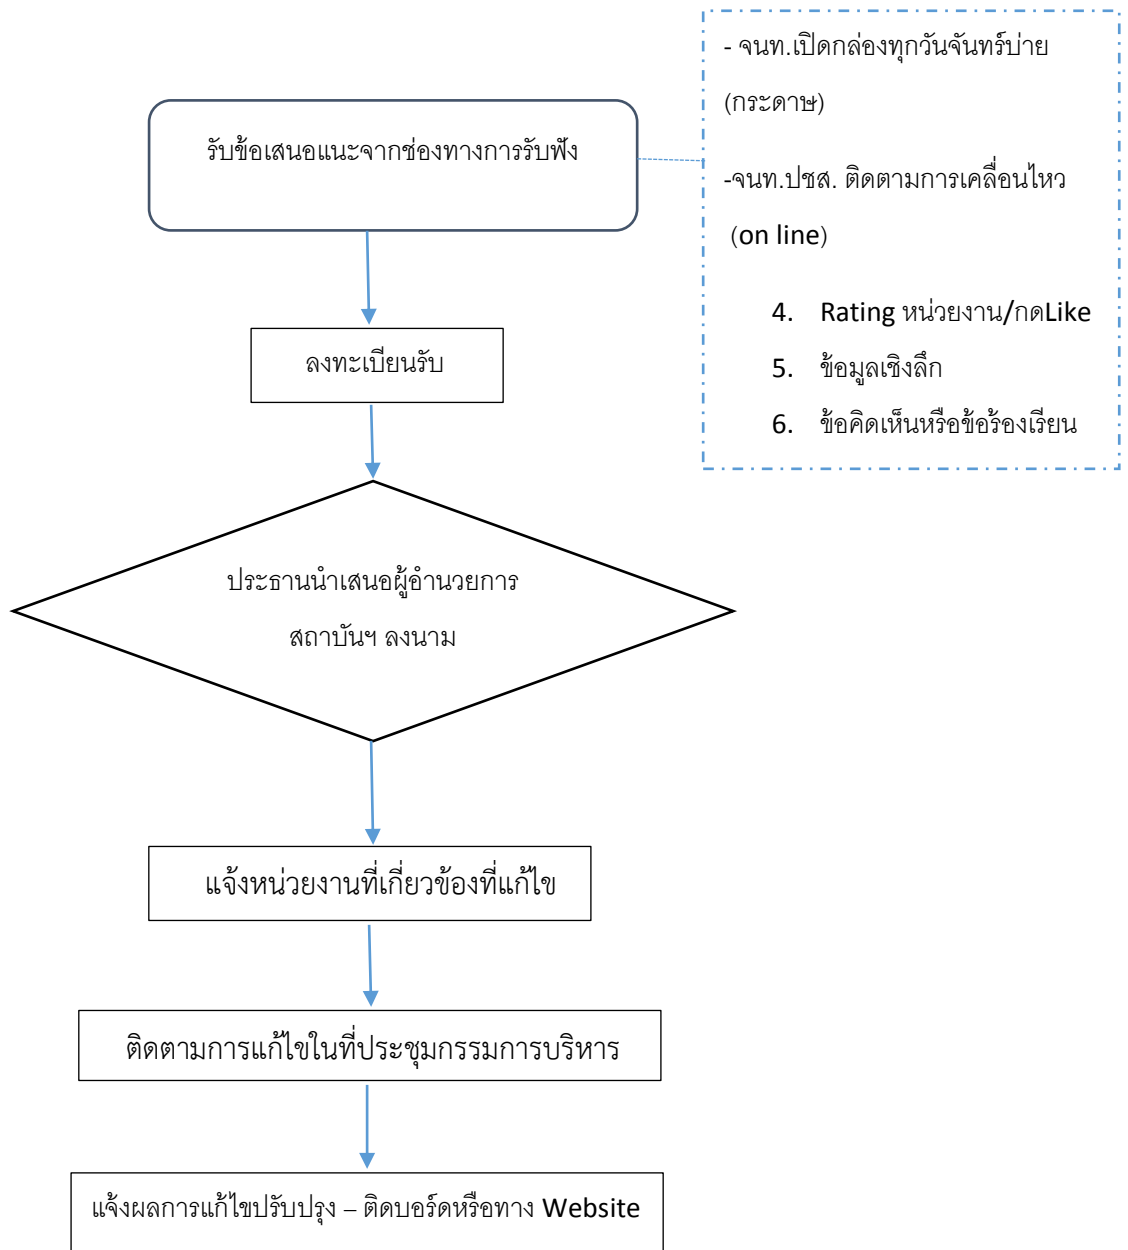 - จนท.เปิดกล่องทุกวันจันทร์บ่าย
(กระดาษ)
-จนท.ปชส. ติดตามการเคลื่อนไหว
(on line)
4. Rating หน่วยงาน/กดLike
5. ข้อมูลเชิงลึก
6. ข้อคิดเห็นหรือข้อร้องเรียน
รับข้อเสนอแนะจากช่องทางการรับฟัง
ลงทะเบียนรับ
ประธานนำเสนอผู้อำนวยการ
สถาบันฯ ลงนาม
แจ้งหน่วยงานที่เกี่ยวข้องที่แก้ไข
ติดตามการแก้ไขในที่ประชุมกรรมการบริหาร
แจ้งผลการแก้ไขปรับปรุง – ติดบอร์ดหรือทาง Website